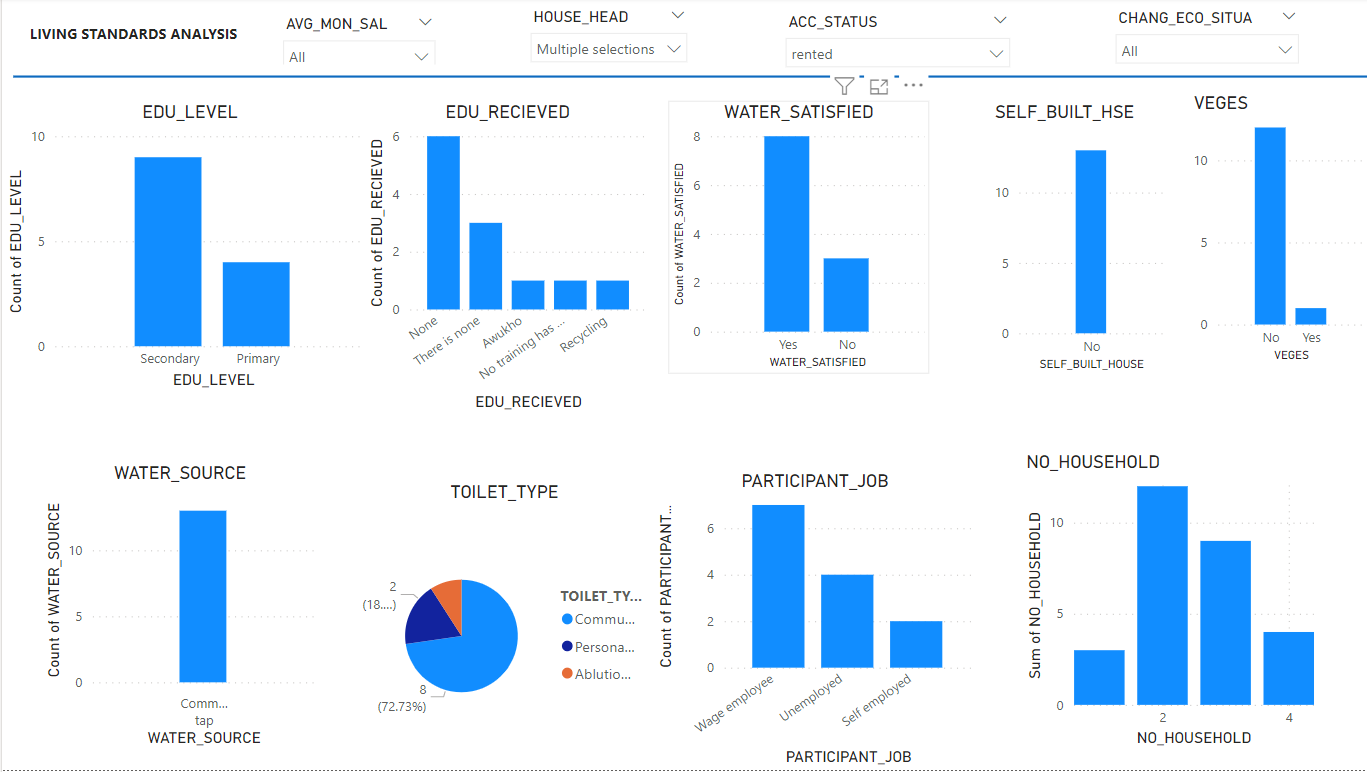 LIVING STANDARDS ANALYSIS
AVG_MON_SAL
All
HOUSE_HEAD
Multiple selections
ACC_STATUS
rented
CHANG_ECO_SITUA
All
EDU_LEVEL
Count of EDU_LEVEL
10
5
0
Secondary
Primary
EDU_LEVEL
EDU_RECIEVED
Count of EDU_RECIEVED
6
4
2
0
None
There is none
Awukho
No training has ...
Recycling
EDU_RECIEVED
WATER_SATISFIED
Count of WATER_SATISFIED
8
6
4
2
0
Yes
No
WATER_SATISFIED
SELF_BUILT_HSE
10
5
0
No
SELF_BUILT_HOUSE
VEGES
10
5
0
No
Yes
VEGES
WATER_SOURCE
Count of WATER_SOURCE
10
5
0
Comm...
tap
WATER_SOURCE
TOILET_TYPE
2
(18....)
8
(72.73%)
TOILET_TY...
Commu...
Persona...
Ablutio...
PARTICIPANT_JOB
Count of PARTICIPANT...
6
4
2
0
Wage employee
Unemployed
Self employed
PARTICIPANT_JOB
NO_HOUSEHOLD
Sum of NO_HOUSEHOLD
10
5
0
2
4
NO_HOUSEHOLD